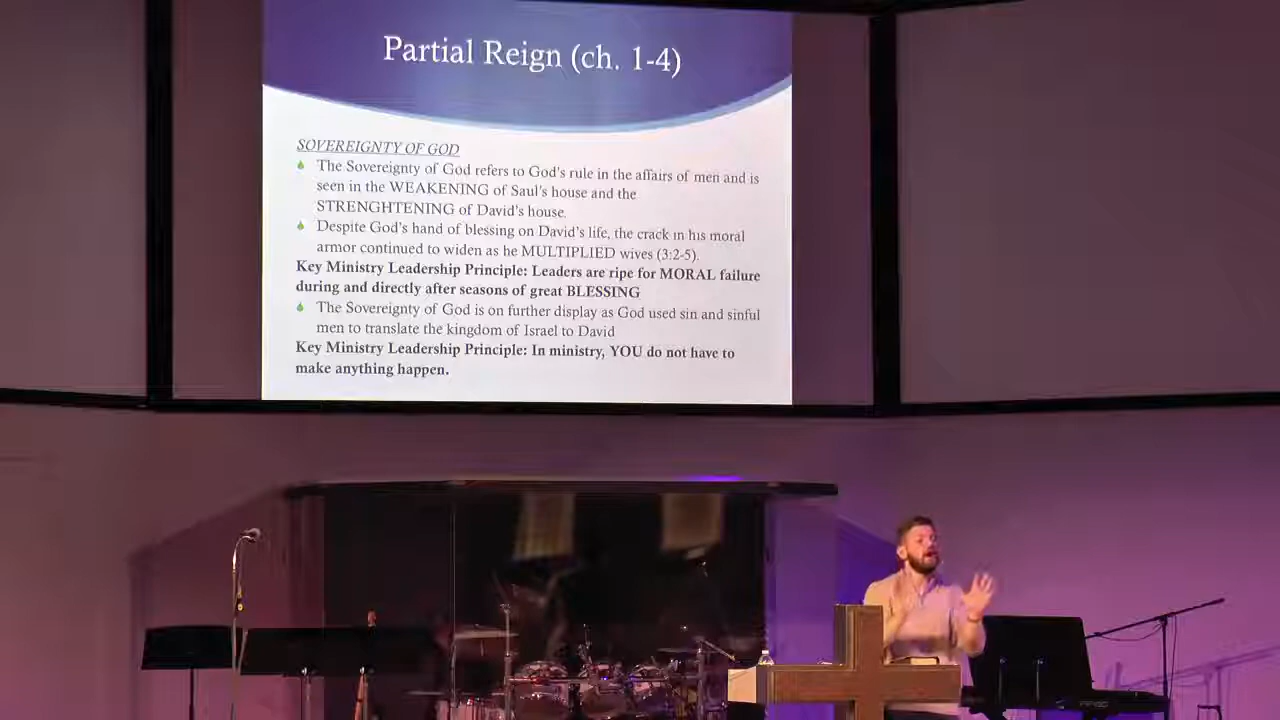 Partial Reign (ch. 1-4)
SOVEREIGNTY OF GOD
The Sovereignty of God refers to God's rule in the affairs of men and is
seen in the WEAKENING of Saul's house and the
STRENGHTENING of David's house.
Despite God's hand of blessing on David's life, the crack in his moral
armor continued to widen as he MULTIPLIED wives (3:2-5).
Key Ministry Leadership Principle: Leaders are ripe for MORAL failure
during and directly after seasons of great BLESSING
The Sovereignty of God is on further display as God used sin and sinful
men to translate the kingdom of Israel to David
Key Ministry Leadership Principle: In ministry, YOU do not have to
make anything happen.